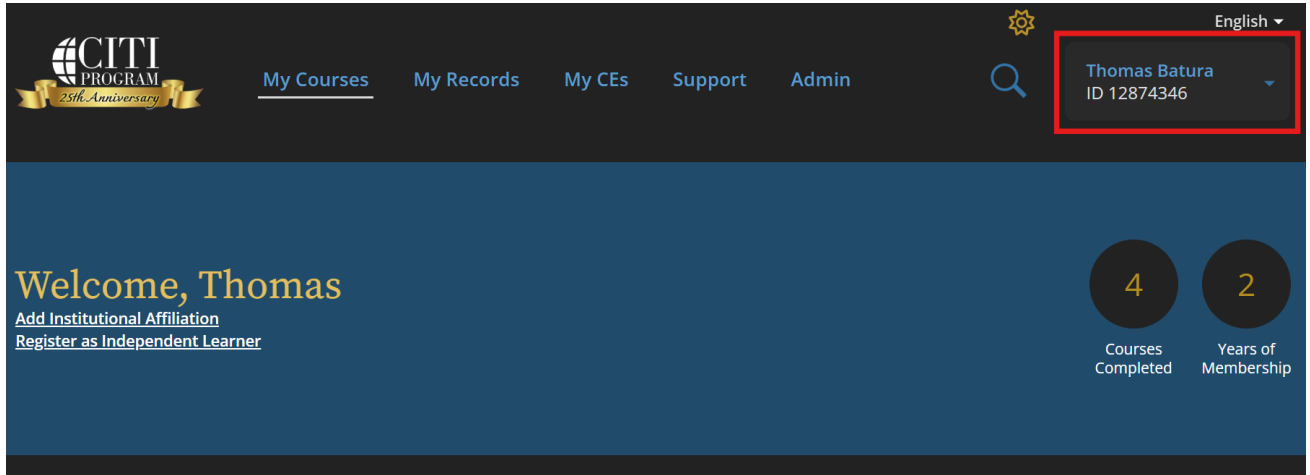 English
CITI
PROGRAM
25th Anniversary
My Courses My Records My CEs Support Admin
Thomas Batura
ID 12874346
Welcome, Thomas
Add Institutional Affiliation
Register as Independent Learner
4 2
Courses Completed
Years of Membership